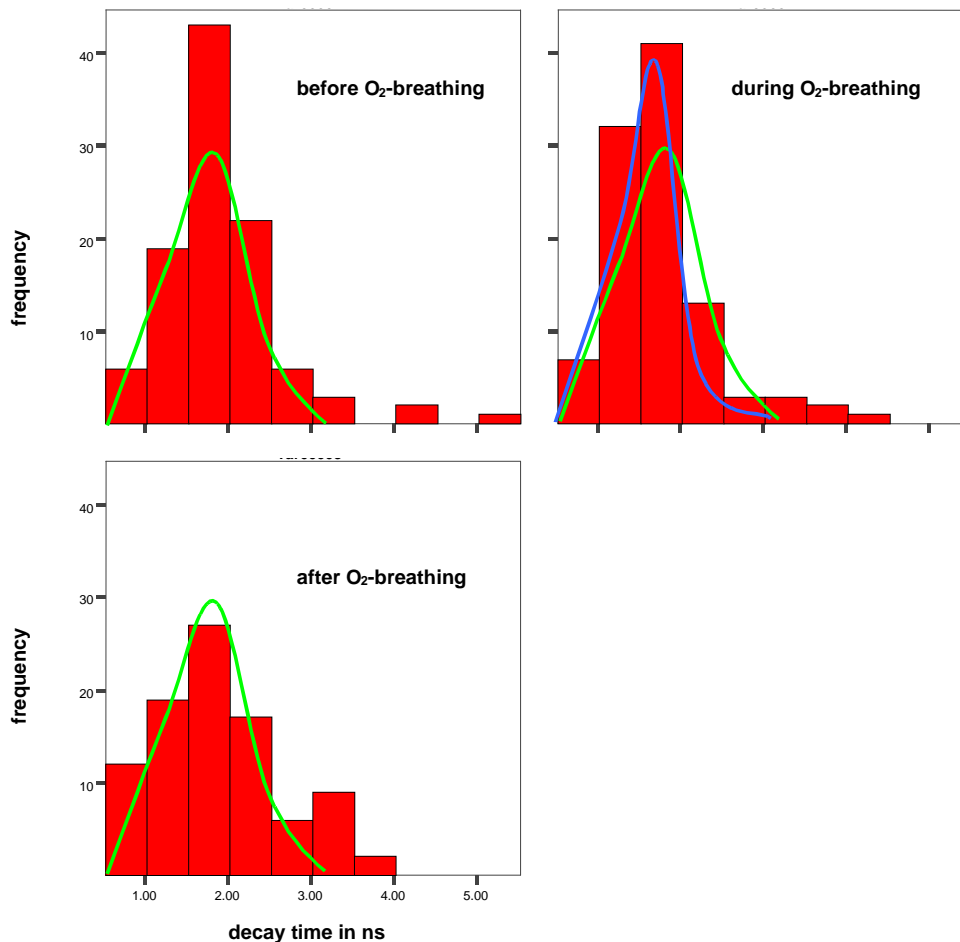 40
30
20
10
frequency
before O₂-breathing
during O₂-breathing
40
30
20
10
frequency
after O₂-breathing
1.00 2.00 3.00 4.00 5.00
decay time in ns